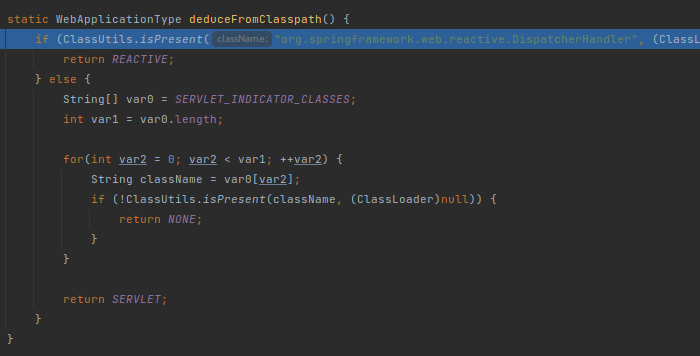 static WebApplicationType deduceFromClasspath() {
if (ClassUtils.isPresent( className: "org.springframework.web.reactive.DispatcherHandler", (ClassL
return REACTIVE;
} else {
String[] var0 = SERVLET_INDICATOR_CLASSES;
int var1 = var0.length;
for(int var2 = 0; var2 < var1; ++var2) {
String className = var0[var2];
if (!ClassUtils.isPresent(className, (ClassLoader)null)) {
return NONE;
}
}
return SERVLET;
}
}